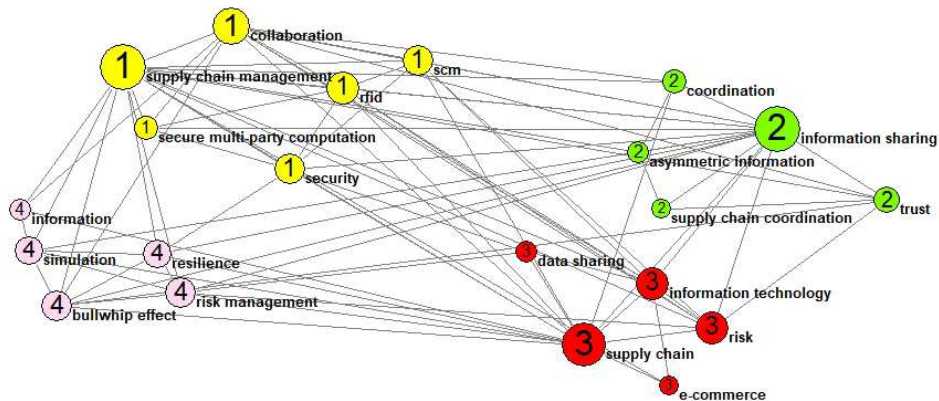 1 collaboration
1 supply chain management
1 scm
1 rfid
2 coordination
1 secure multi-party computation
2 information sharing
2 asymmetric information
1 security
2 trust
4 information
2 supply chain coordination
4 simulation
4 resilience
3 data sharing
4 risk management
3 information technology
4 bullwhip effect
3 risk
3 supply chain
3 e-commerce